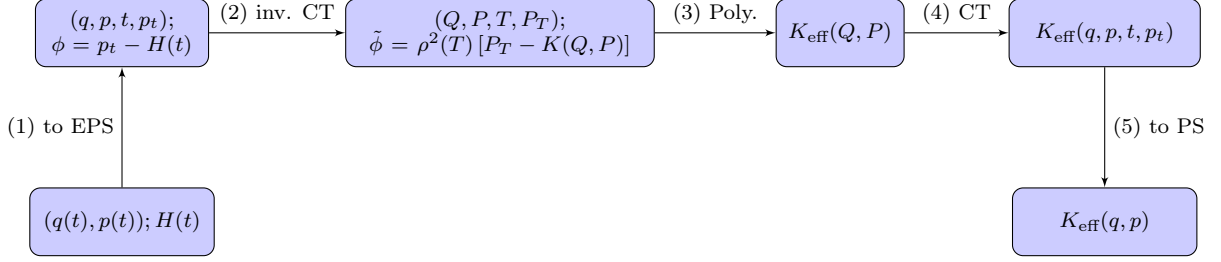 (q, p, t, p_t);
ϕ = p_t − H(t)
(2) inv. CT
(Q, P, T, P_T);
ϕ̃ = ρ²(T) [P_T − K(Q, P)]
(3) Poly.
K_eff(Q, P)
(4) CT
K_eff(q, p, t, p_t)
(1) to EPS
(5) to PS
(q(t), p(t)); H(t)
K_eff(q, p)